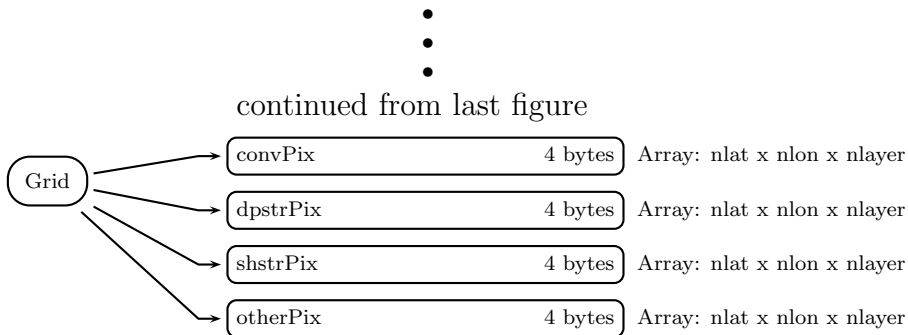 continued from last figure
convPix 4 bytes Array: nlat x nlon x nlayer
Grid
dpstrPix 4 bytes Array: nlat x nlon x nlayer
shstrPix 4 bytes Array: nlat x nlon x nlayer
otherPix 4 bytes Array: nlat x nlon x nlayer